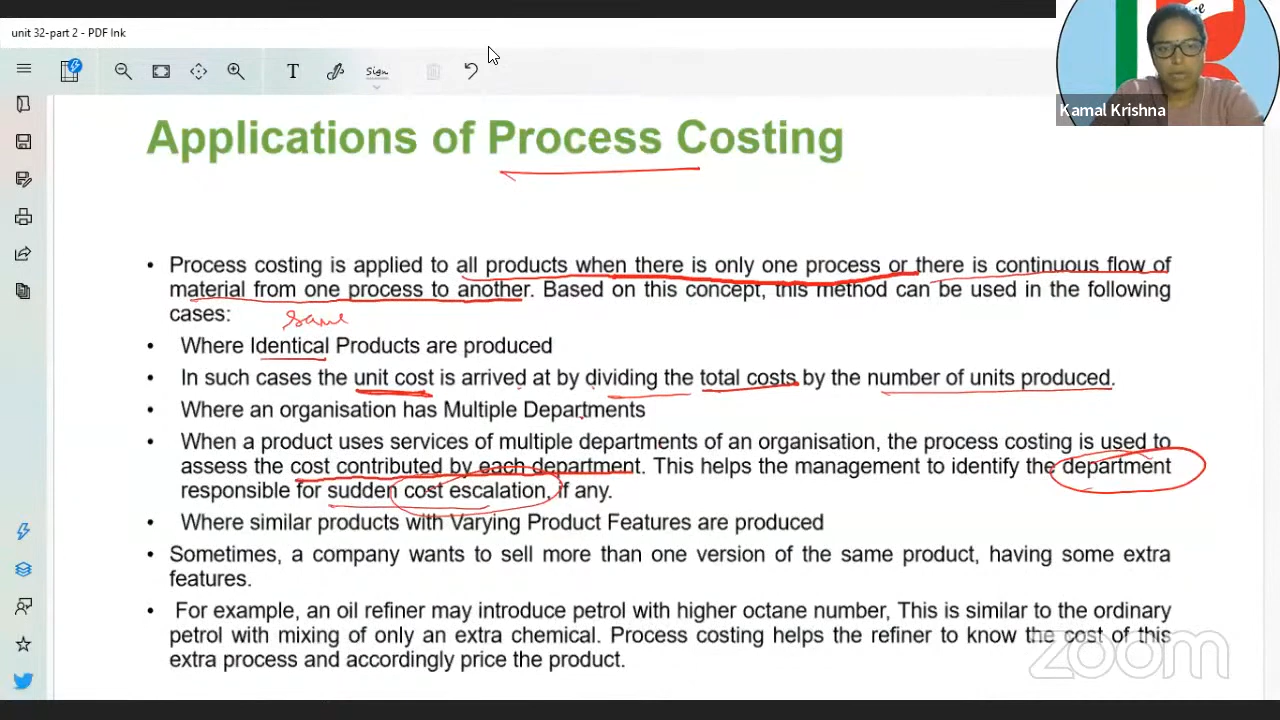 unit 32-part 2 - PDF Ink
T
Sign
Kamal Krishna
Applications of Process Costing
• Process costing is applied to all products when there is only one process or there is continuous flow of
material from one process to another. Based on this concept, this method can be used in the following
cases:
same
• Where Identical Products are produced
• In such cases the unit cost is arrived at by dividing the total costs by the number of units produced.
• Where an organisation has Multiple Departments
• When a product uses services of multiple departments of an organisation, the process costing is used to
assess the cost contributed by each department. This helps the management to identify the department
responsible for sudden cost escalation, if any.
• Where similar products with Varying Product Features are produced
• Sometimes, a company wants to sell more than one version of the same product, having some extra
features.
• For example, an oil refiner may introduce petrol with higher octane number, This is similar to the ordinary
petrol with mixing of only an extra chemical. Process costing helps the refiner to know the cost of this
extra process and accordingly price the product.
zoom